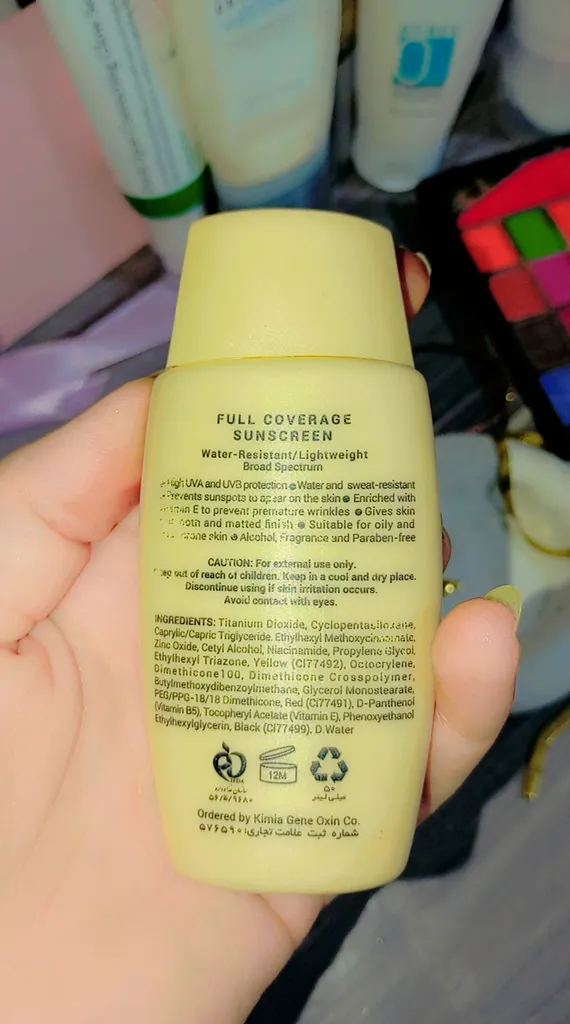 FULL COVERAGE
SUNSCREEN
Water-Resistant/Lightweight
Broad Spectrum
High UVA and UVB protection ● Water and sweat-resistant
● Prevents sunspots to apear on the skin ● Enriched with
E to prevent premature wrinkles ● Gives skin
and matted finish ● Suitable for oily and
skin ● Alcohol, Fragrance and Paraben-free
CAUTION: For external use only.
out of reach of children. Keep in a cool and dry place.
Discontinue using if skin irritation occurs.
Avoid contact with eyes.
INGREDIENTS: Titanium Dioxide, Cyclopentasiloxane,
Caprylic/Capric Triglyceride, Ethylhexyl Methoxycinnamate,
Zinc Oxide, Cetyl Alcohol, Niacinamide, Propylene Glycol,
Ethylhexyl Triazone, Yellow (CI77492), Octocrylene,
Dimethicone100, Dimethicone Crosspolymer,
Butylmethoxydibenzoylmethane, Glycerol Monostearate,
PEG/PPG-18/18 Dimethicone, Red (CI77491), D-Panthenol
(Vitamin B5), Tocopheryl Acetate (Vitamin E), Phenoxyethanol
Ethylhexylglycerin, Black (CI77499). D.Water
12M
۵۰
میلی لیتر
Ordered by Kimia Gene Oxin Co.
شماره ثبت علامت تجاری: ۵۷۶۵۹۰